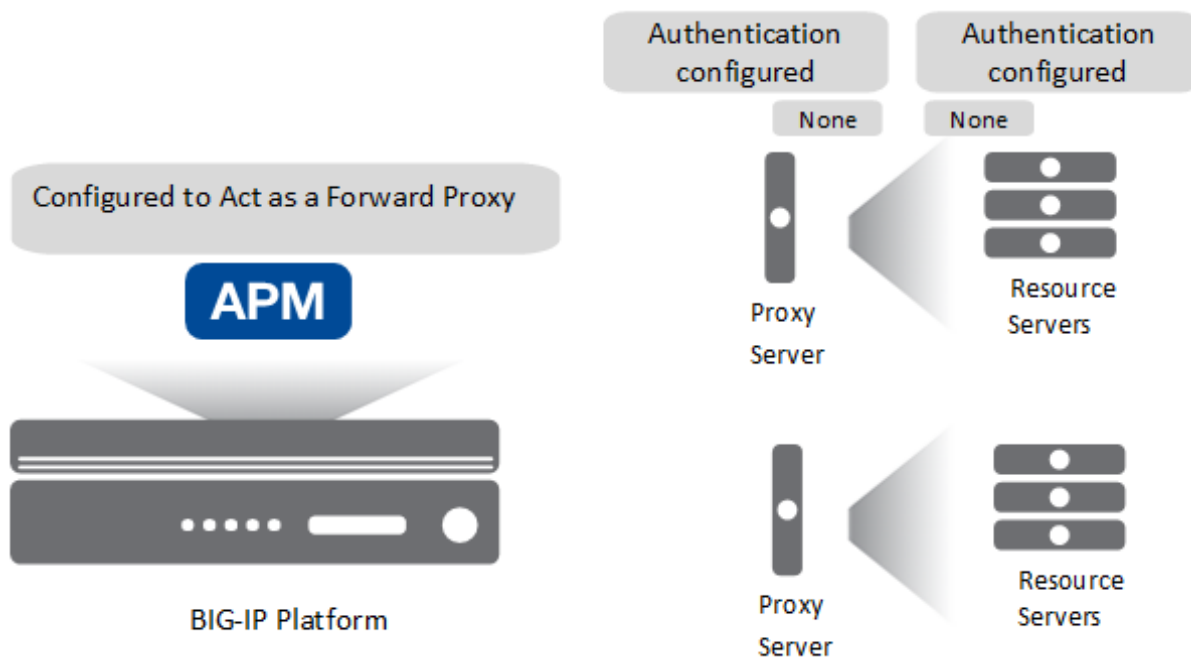 Authentication
configured
Authentication
configured
None
None
Configured to Act as a Forward Proxy
APM
Proxy
Server
Resource
Servers
BIG-IP Platform
Proxy
Server
Resource
Servers